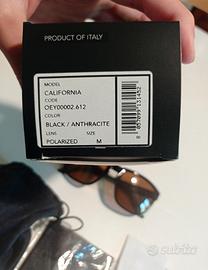 PRODUCT OF ITALY
MODEL
CALIFORNIA
CODE
OEY00002.612
COLOR
BLACK / ANTHRACITE
LENS SIZE
POLARIZED M
subito